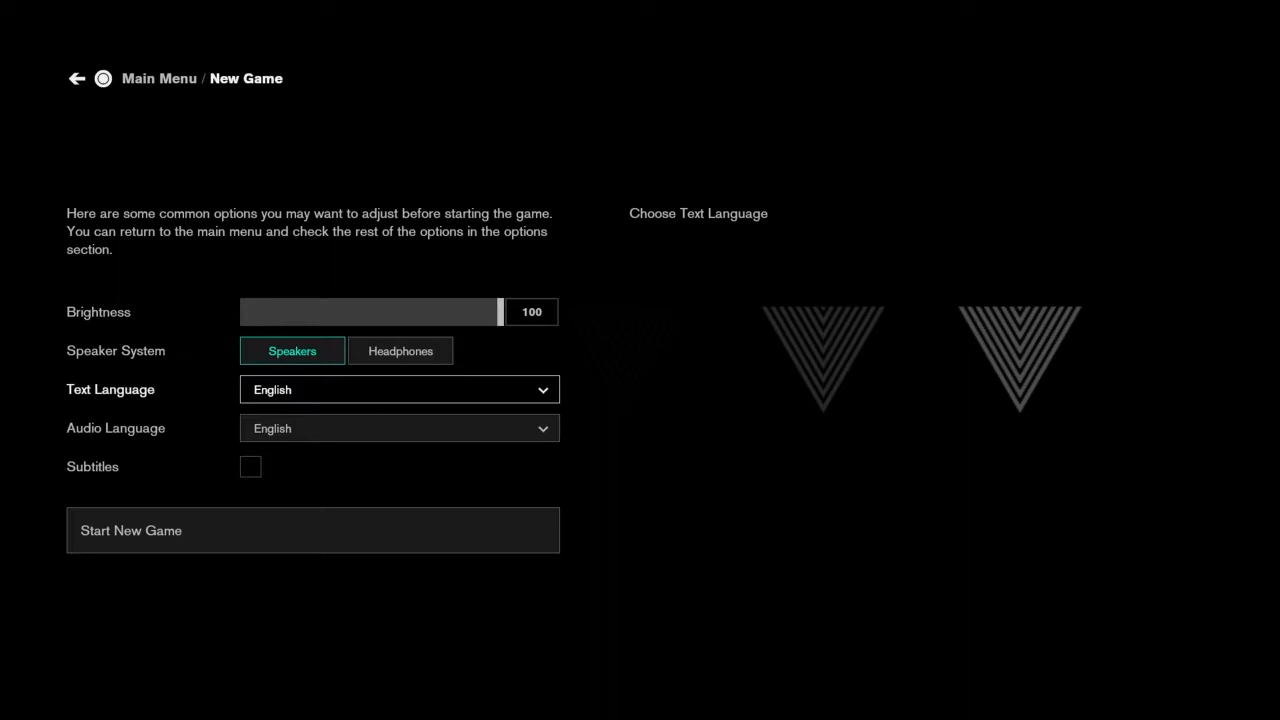 Main Menu / New Game
Here are some common options you may want to adjust before starting the game.
You can return to the main menu and check the rest of the options in the options
section.
Choose Text Language
Brightness 100
Speaker System Speakers Headphones
Text Language English
Audio Language English
Subtitles
Start New Game